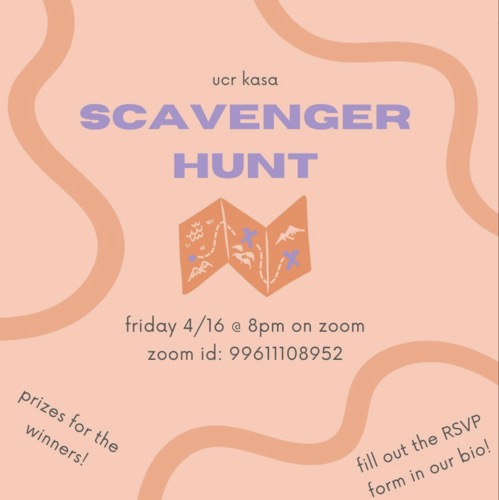 ucr kasa
SCAVENGER
HUNT
friday 4/16 @ 8pm on zoom
zoom id: 99611108952
prizes for the
winners!
fill out the RSVP
form in our bio!